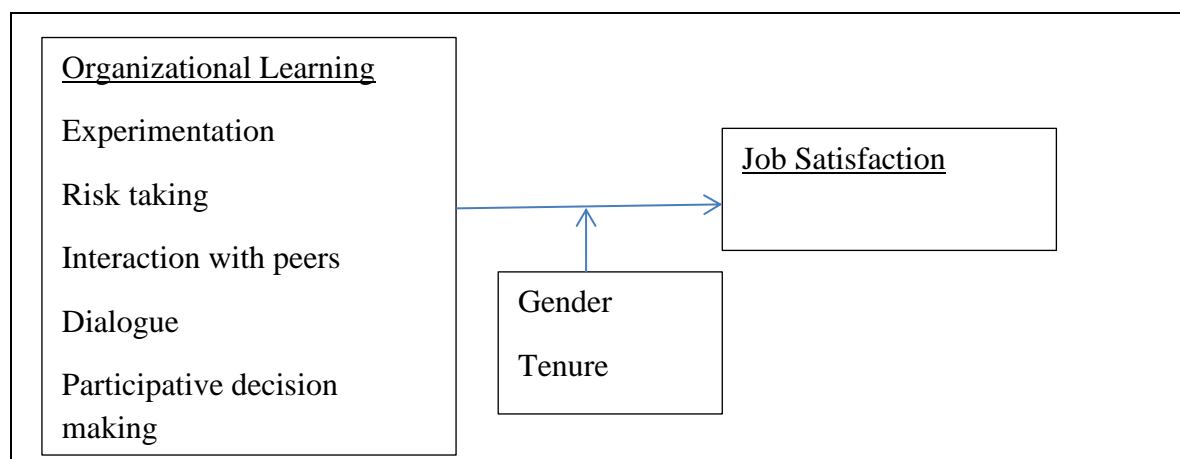 Organizational Learning
Experimentation
Risk taking
Interaction with peers
Dialogue
Participative decision
making
Job Satisfaction
Gender
Tenure